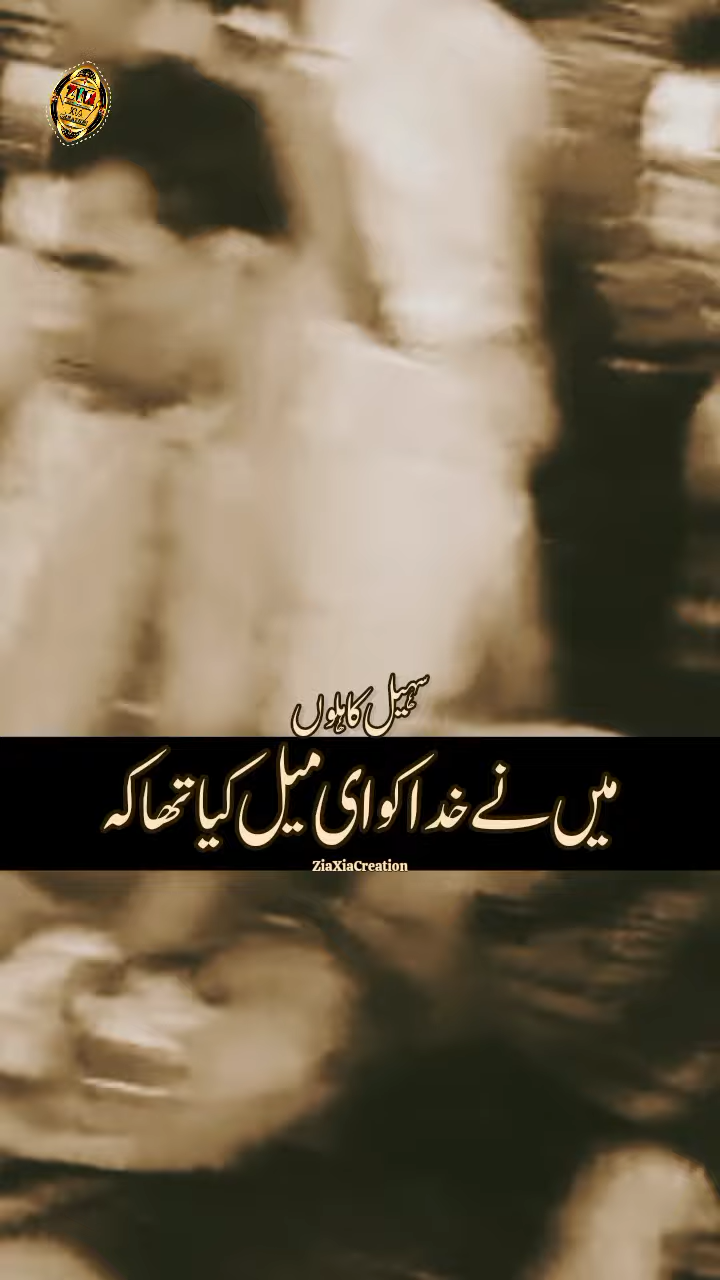 سہیل کاہلوں
میں نے خدا کو ای میل کیا تھا کہ
ZiaXiaCreation